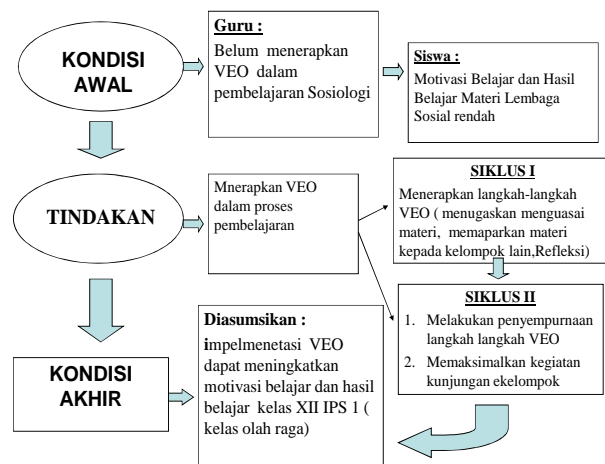 KONDISI
AWAL
Guru :
Belum menerapkan
VEO dalam
pembelajaran Sosiologi
Siswa :
Motivasi Belajar dan Hasil
Belajar Materi Lembaga
Sosial rendah
TINDAKAN
Mnerapkan VEO
dalam proses
pembelajaran
SIKLUS I
Menerapkan langkah-langkah
VEO ( menugaskan menguasai
materi, memaparkan materi
kepada kelompok lain,Refleksi)
SIKLUS II
1. Melakukan penyempurnaan
langkah langkah VEO
2. Memaksimalkan kegiatan
kunjungan ekelompok
KONDISI
AKHIR
Diasumsikan :
impelmenetasi VEO
dapat meningkatkan
motivasi belajar dan hasil
belajar kelas XII IPS 1 (
kelas olah raga)